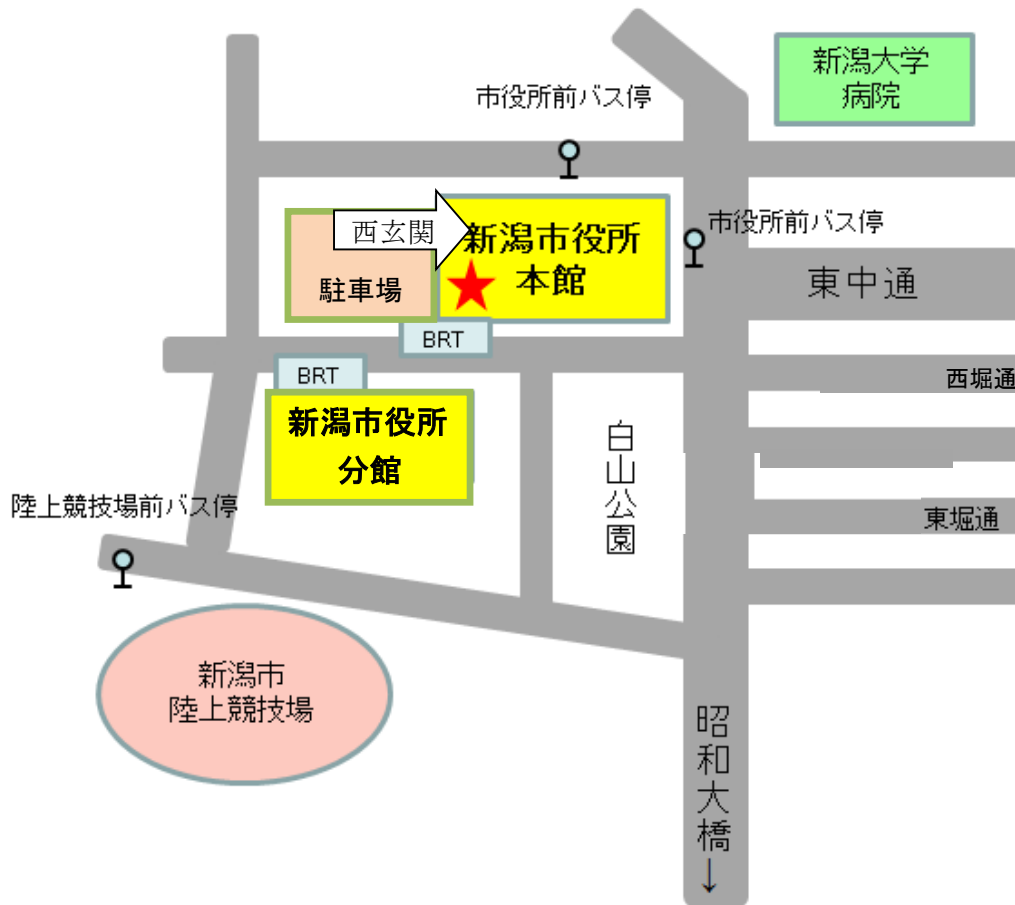 新潟大学
病院
市役所前バス停
市役所前バス停
西玄関
新潟市役所
本館
駐車場
東中通
BRT
BRT
西堀通
新潟市役所
分館
白山公園
陸上競技場前バス停
東堀通
新潟市
陸上競技場
昭和大橋
↓